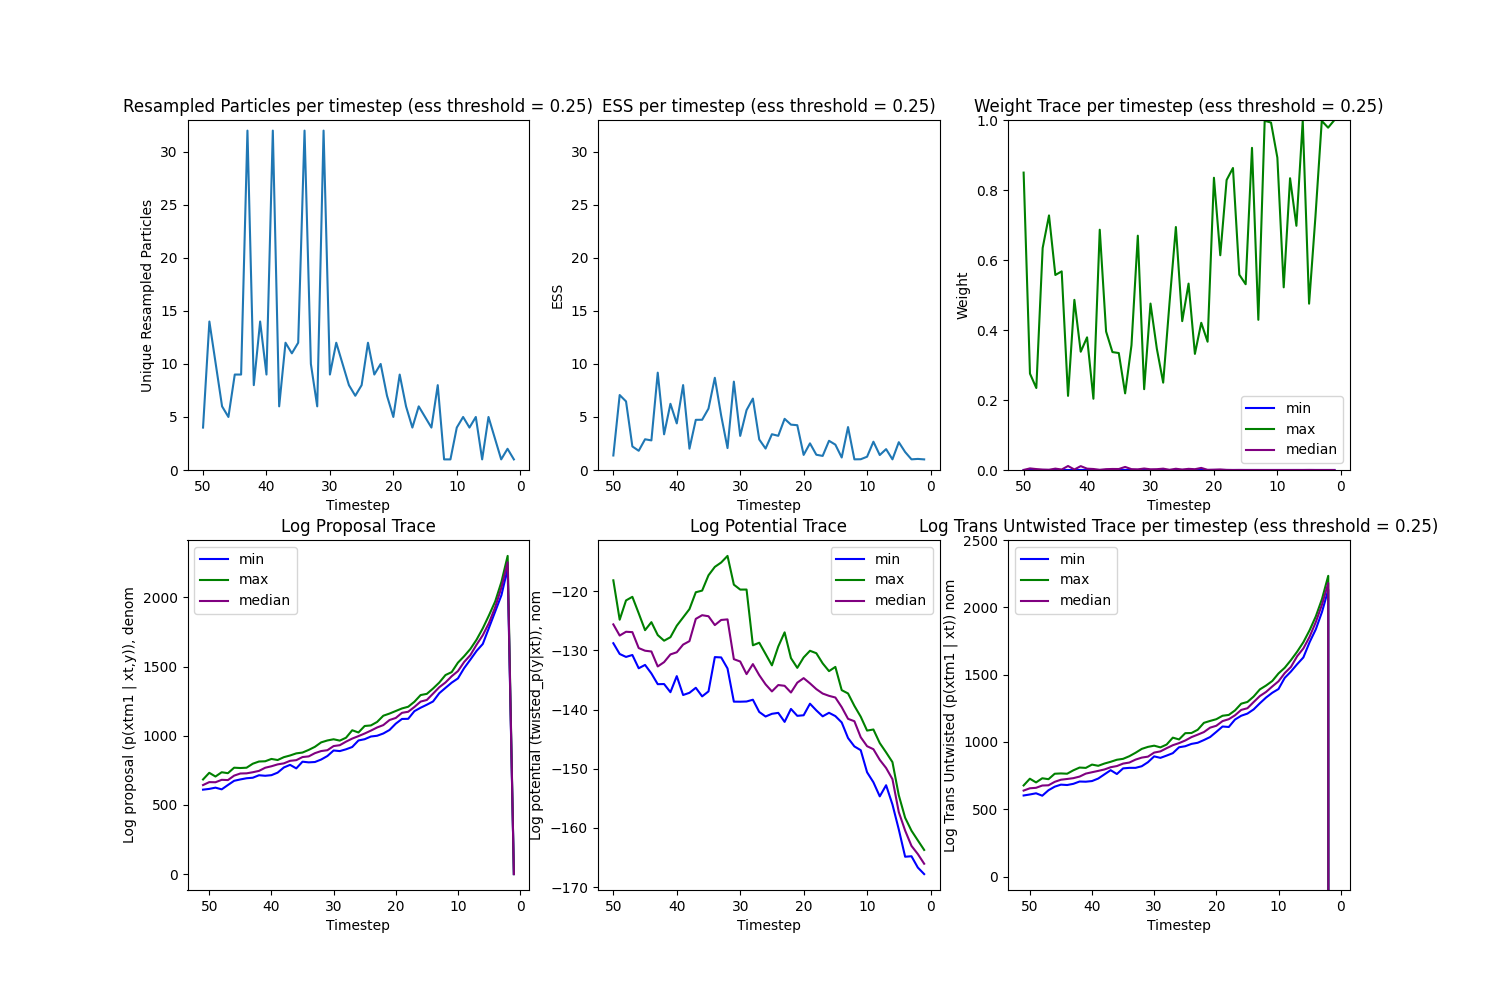 Resampled Particles per timestep (ess threshold = 0.25)
Unique Resampled Particles
30
25
20
15
10
5
0
50 40 30 20 10 0
Timestep
ESS per timestep (ess threshold = 0.25)
ESS
30
25
20
15
10
5
0
50 40 30 20 10 0
Timestep
Weight Trace per timestep (ess threshold = 0.25)
Weight
1.0
0.8
0.6
0.4
0.2
0.0
min
max
median
50 40 30 20 10 0
Timestep
Log Proposal Trace
Log proposal (p(xtm1 | xt,y)), denom
min
max
median
2000
1500
1000
500
0
50 40 30 20 10 0
Timestep
Log Potential Trace
Log potential (twisted_p(y|xt)), nom
min
max
median
−120
−130
−140
−150
−160
−170
50 40 30 20 10 0
Timestep
Log Trans Untwisted Trace per timestep (ess threshold = 0.25)
Log Trans Untwisted (p(xtm1 | xt)) nom
min
max
median
2500
2000
1500
1000
500
0
50 40 30 20 10 0
Timestep